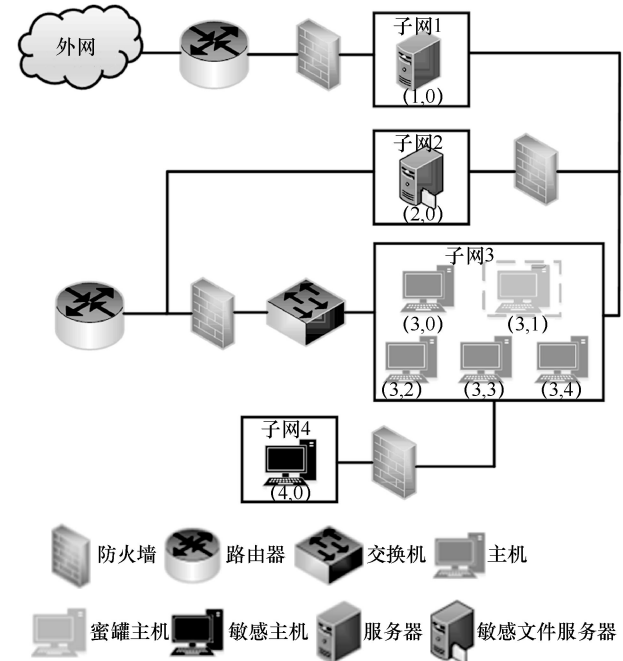 外网
子网1
(1,0)
子网2
(2,0)
子网3
(3,0)
(3,1)
(3,2)
(3,3)
(3,4)
子网4
(4,0)
防火墙
路由器
交换机
主机
蜜罐主机
敏感主机
服务器
敏感文件服务器